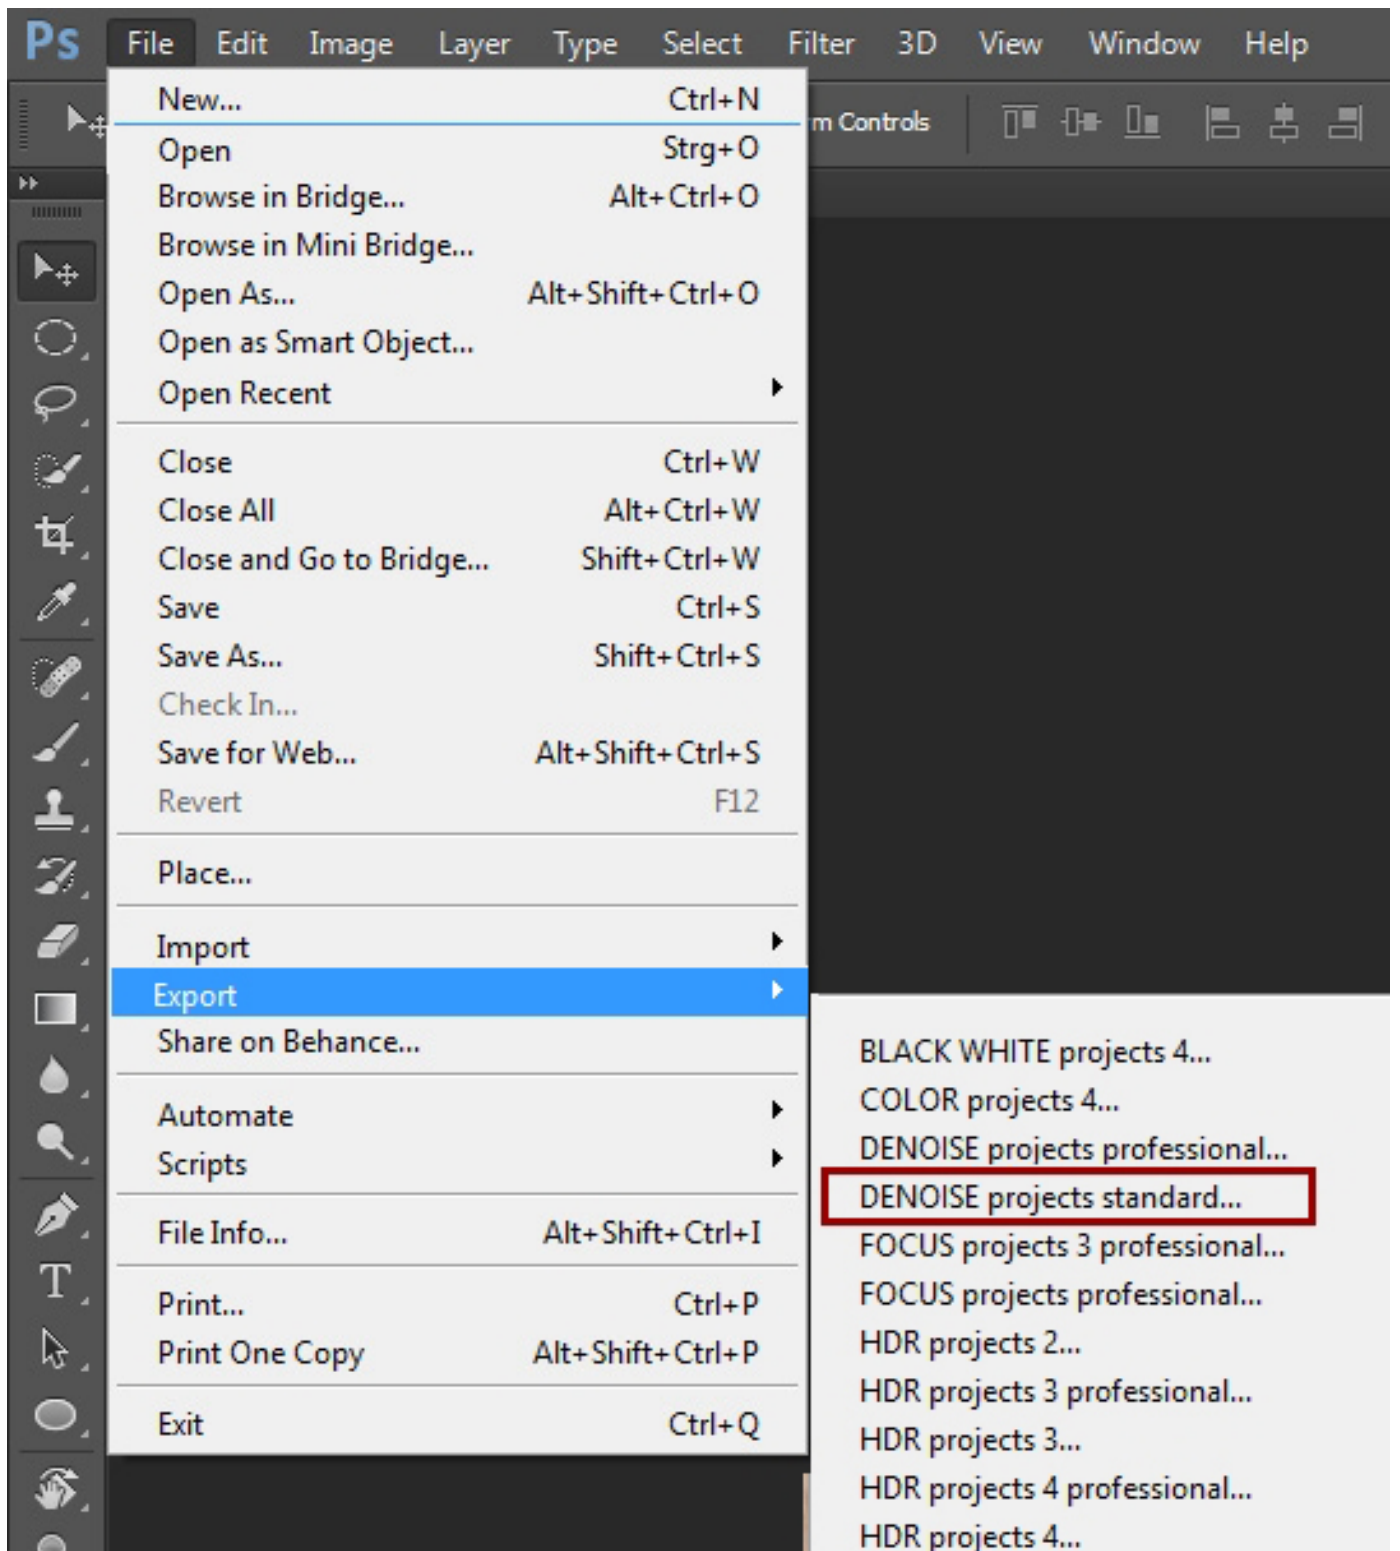 Ps File Edit Image Layer Type Select Filter 3D View Window Help
m Controls
New... Ctrl+N
Open Strg+O
Browse in Bridge... Alt+Ctrl+O
Browse in Mini Bridge...
Open As... Alt+Shift+Ctrl+O
Open as Smart Object...
Open Recent
Close Ctrl+W
Close All Alt+Ctrl+W
Close and Go to Bridge... Shift+Ctrl+W
Save Ctrl+S
Save As... Shift+Ctrl+S
Check In...
Save for Web... Alt+Shift+Ctrl+S
Revert F12
Place...
Import
Export
Share on Behance...
Automate
Scripts
File Info... Alt+Shift+Ctrl+I
Print... Ctrl+P
Print One Copy Alt+Shift+Ctrl+P
Exit Ctrl+Q
BLACK WHITE projects 4...
COLOR projects 4...
DENOISE projects professional...
DENOISE projects standard...
FOCUS projects 3 professional...
FOCUS projects professional...
HDR projects 2...
HDR projects 3 professional...
HDR projects 3...
HDR projects 4 professional...
HDR projects 4...
T